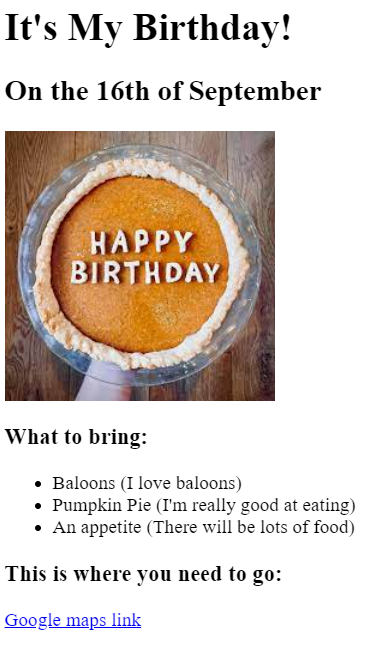 It's My Birthday!
On the 16th of September
HAPPY
BIRTHDAY
What to bring:
• Baloons (I love baloons)
• Pumpkin Pie (I'm really good at eating)
• An appetite (There will be lots of food)
This is where you need to go:
Google maps link